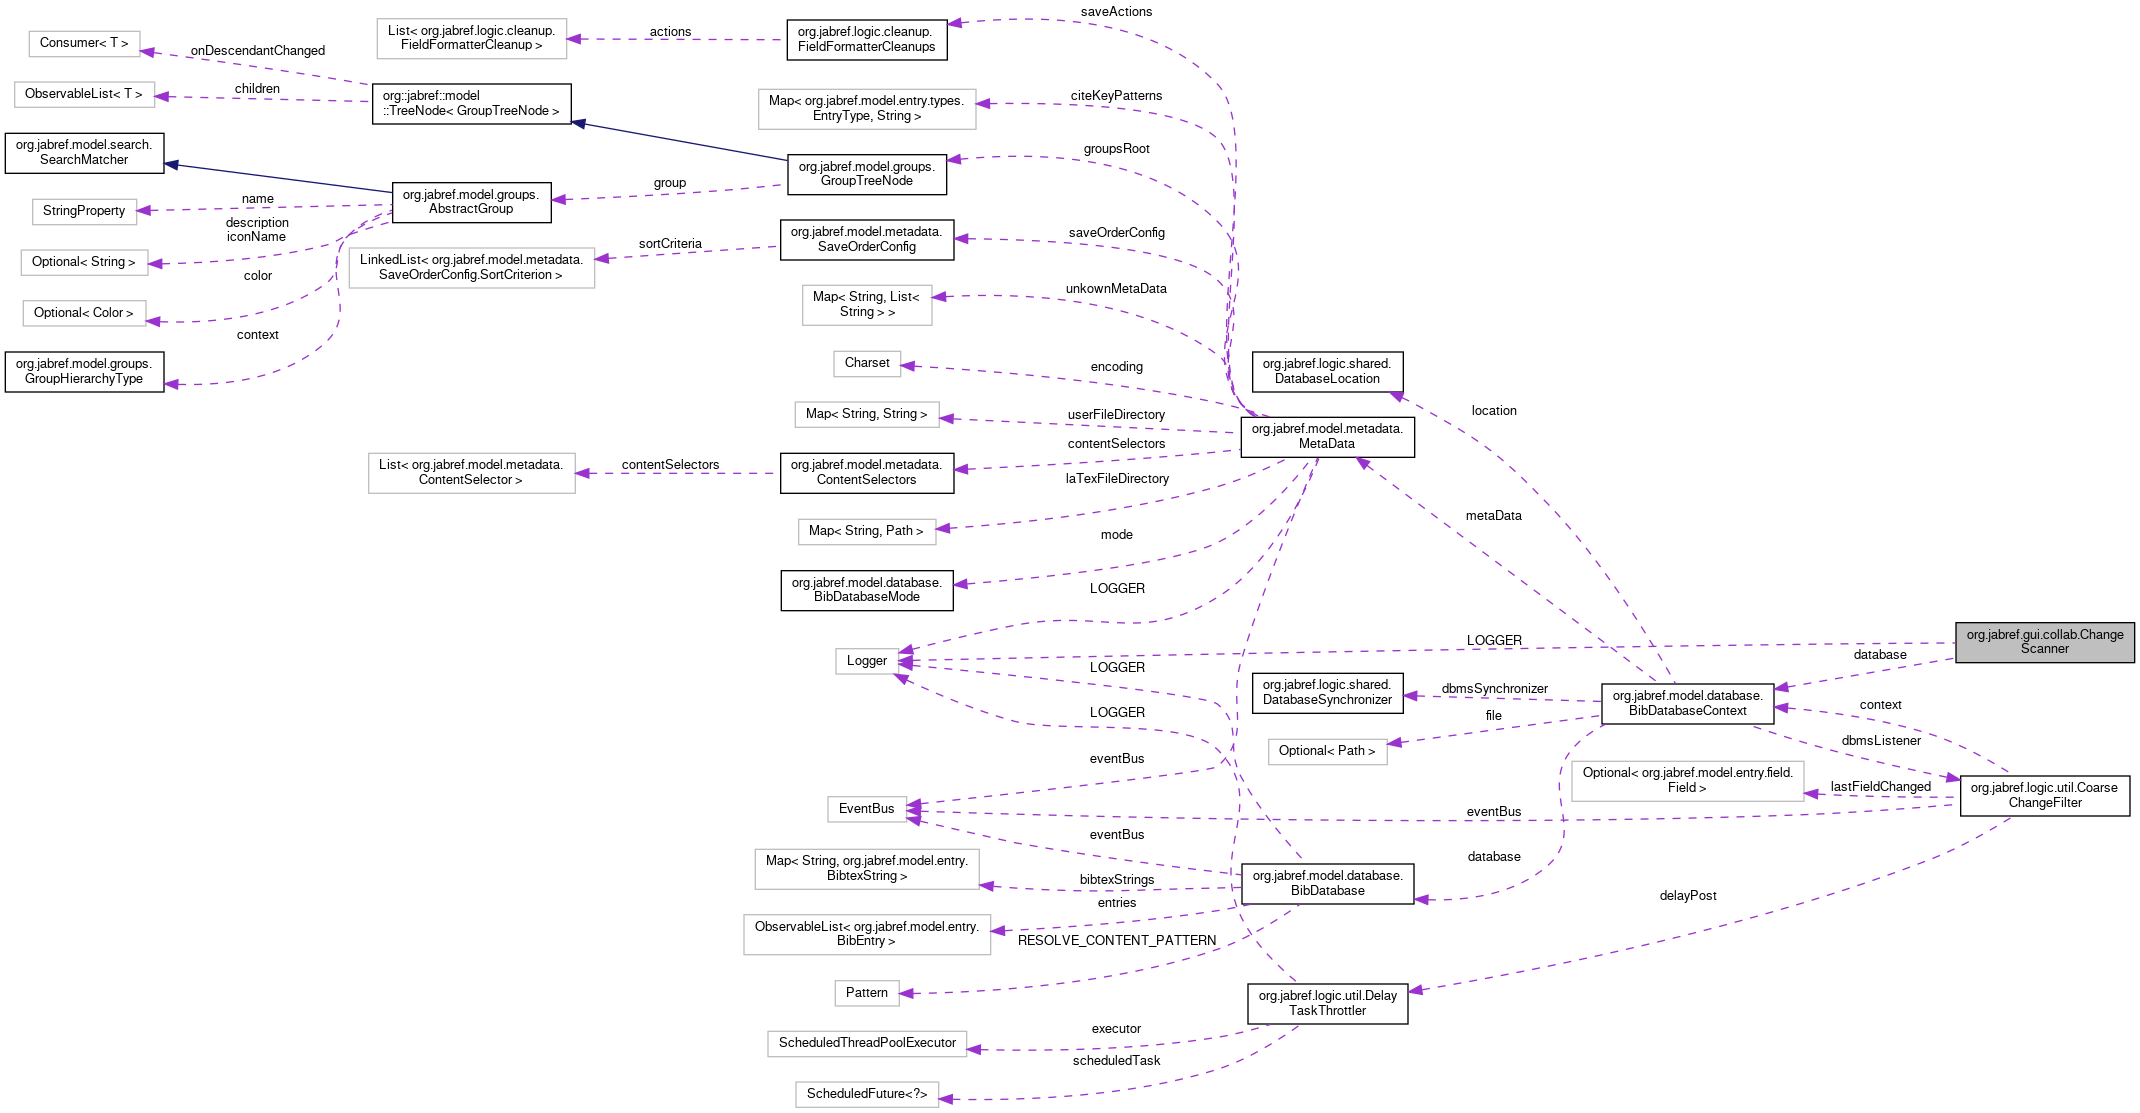 saveActions
List< org.jabref.logic.cleanup.
FieldFormatterCleanup >
actions
org.jabref.logic.cleanup.
FieldFormatterCleanups
Consumer< T >
onDescendantChanged
ObservableList< T >
children
org::jabref::model
::TreeNode< GroupTreeNode >
Map< org.jabref.model.entry.types.
EntryType, String >
citeKeyPatterns
org.jabref.model.search.
SearchMatcher
groupsRoot
org.jabref.model.groups.
GroupTreeNode
group
org.jabref.model.groups.
AbstractGroup
name
StringProperty
description
iconName
Optional< String >
color
Optional< Color >
context
org.jabref.model.groups.
GroupHierarchyType
org.jabref.model.metadata.
SaveOrderConfig
saveOrderConfig
sortCriteria
LinkedList< org.jabref.model.metadata.
SaveOrderConfig.SortCriterion >
unkownMetaData
Map< String, List<
String > >
Charset
encoding
org.jabref.logic.shared.
DatabaseLocation
location
Map< String, String >
userFileDirectory
org.jabref.model.metadata.
MetaData
contentSelectors
List< org.jabref.model.metadata.
ContentSelector >
contentSelectors
org.jabref.model.metadata.
ContentSelectors
laTexFileDirectory
Map< String, Path >
metaData
mode
org.jabref.model.database.
BibDatabaseMode
LOGGER
Logger
LOGGER
org.jabref.gui.collab.Change
Scanner
database
LOGGER
org.jabref.logic.shared.
DatabaseSynchronizer
dbmsSynchronizer
org.jabref.model.database.
BibDatabaseContext
context
LOGGER
file
Optional< Path >
dbmsListener
eventBus
Optional< org.jabref.model.entry.field.
Field >
lastFieldChanged
org.jabref.logic.util.Coarse
ChangeFilter
EventBus
eventBus
eventBus
Map< String, org.jabref.model.entry.
BibtexString >
bibtexStrings
org.jabref.model.database.
BibDatabase
database
entries
delayPost
ObservableList< org.jabref.model.entry.
BibEntry >
RESOLVE_CONTENT_PATTERN
Pattern
org.jabref.logic.util.Delay
TaskThrottler
executor
ScheduledThreadPoolExecutor
scheduledTask
ScheduledFuture<?>